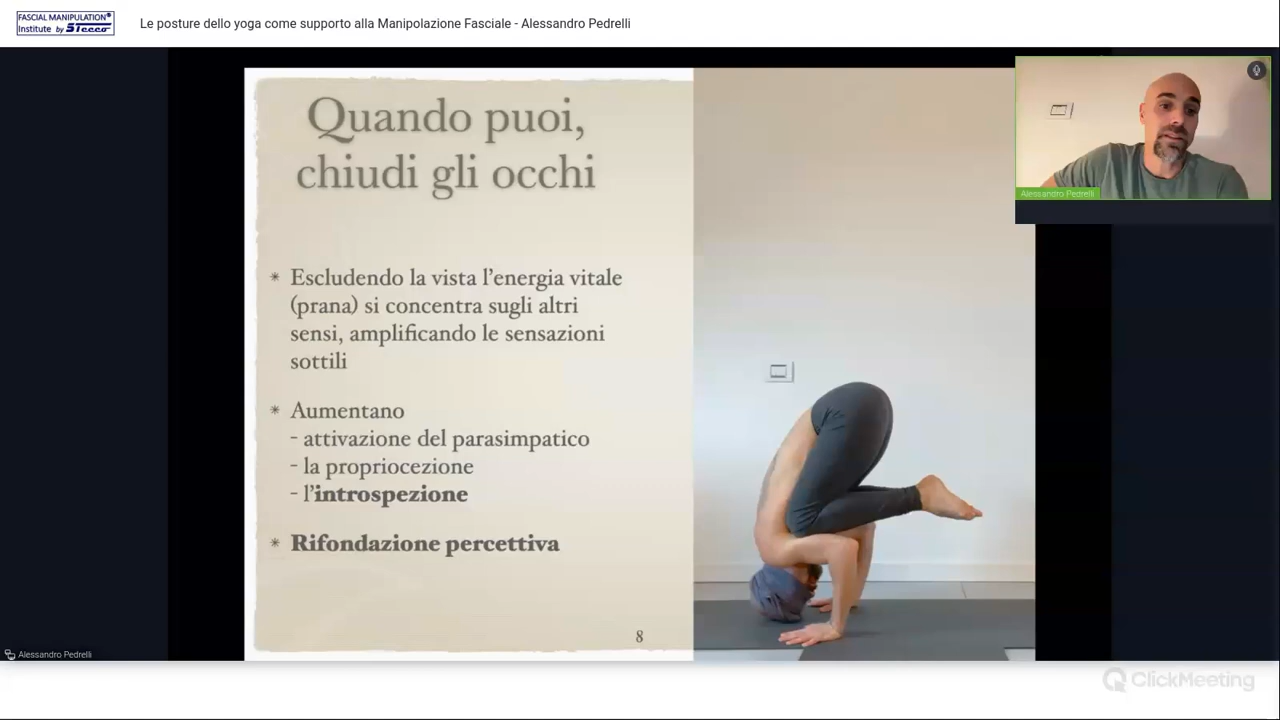 FASCIAL MANIPULATION®
Institute by Stecco
Le posture dello yoga come supporto alla Manipolazione Fasciale - Alessandro Pedrelli
Quando puoi,
chiudi gli occhi
* Escludendo la vista l’energia vitale
(prana) si concentra sugli altri
sensi, amplificando le sensazioni
sottili
* Aumentano
- attivazione del parasimpatico
- la propriocezione
- l’introspezione
* Rifondazione percettiva
8
Alessandro Pedrelli
Alessandro Pedrelli
ClickMeeting